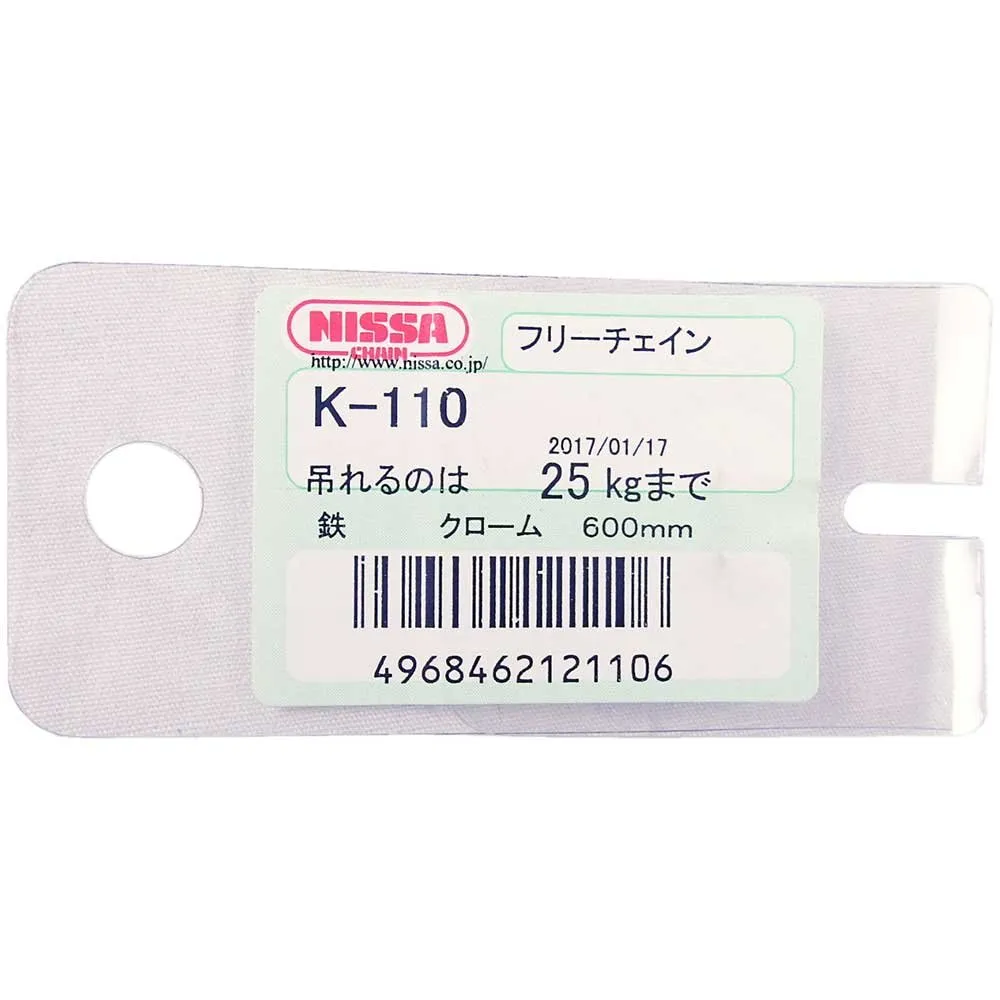 NISSA
CHAIN
http://www.nissa.co.jp/
フリーチェイン
K-110
2017/01/17
吊れるのは 25 kgまで
鉄 クローム 600mm
4968462121106